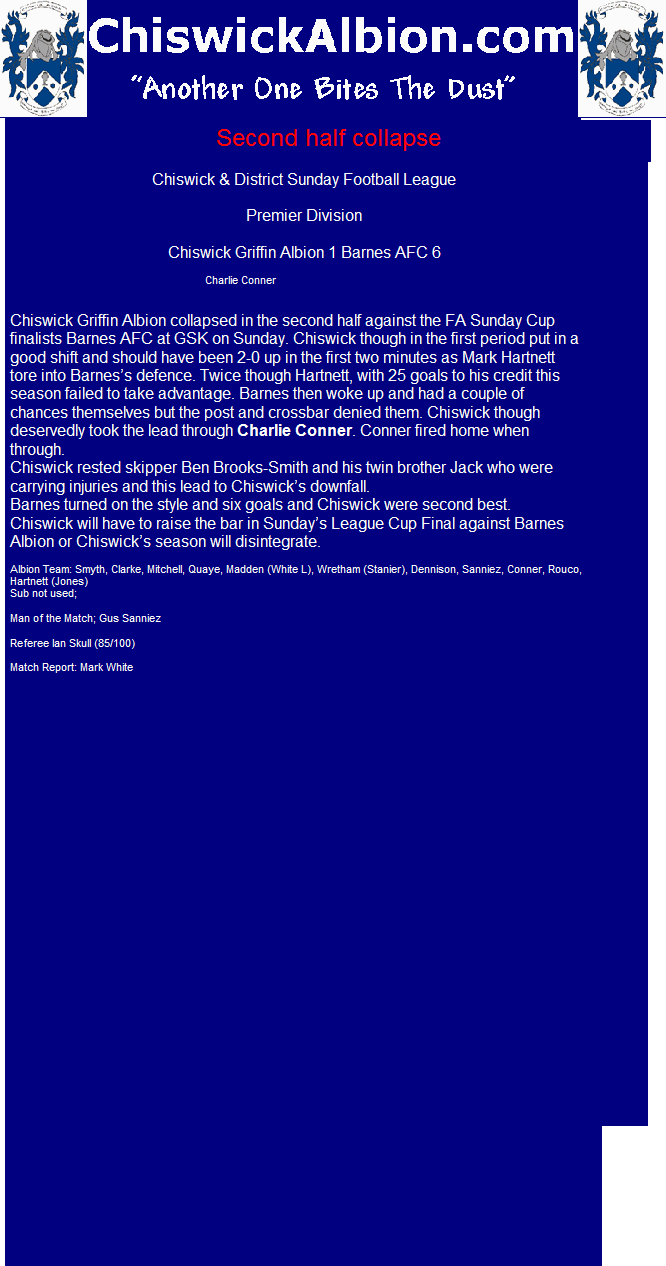 ChiswickAlbion.com
“Another One Bites The Dust”
Second half collapse
Chiswick & District Sunday Football League
Premier Division
Chiswick Griffin Albion 1 Barnes AFC 6
Charlie Conner
Chiswick Griffin Albion collapsed in the second half against the FA Sunday Cup
finalists Barnes AFC at GSK on Sunday. Chiswick though in the first period put in a
good shift and should have been 2-0 up in the first two minutes as Mark Hartnett
tore into Barnes’s defence. Twice though Hartnett, with 25 goals to his credit this
season failed to take advantage. Barnes then woke up and had a couple of
chances themselves but the post and crossbar denied them. Chiswick though
deservedly took the lead through Charlie Conner. Conner fired home when
through.
Chiswick rested skipper Ben Brooks-Smith and his twin brother Jack who were
carrying injuries and this lead to Chiswick’s downfall.
Barnes turned on the style and six goals and Chiswick were second best.
Chiswick will have to raise the bar in Sunday’s League Cup Final against Barnes
Albion or Chiswick’s season will disintegrate.
Albion Team: Smyth, Clarke, Mitchell, Quaye, Madden (White L), Wretham (Stanier), Dennison, Sanniez, Conner, Rouco,
Hartnett (Jones)
Sub not used;
Man of the Match; Gus Sanniez
Referee Ian Skull (85/100)
Match Report: Mark White